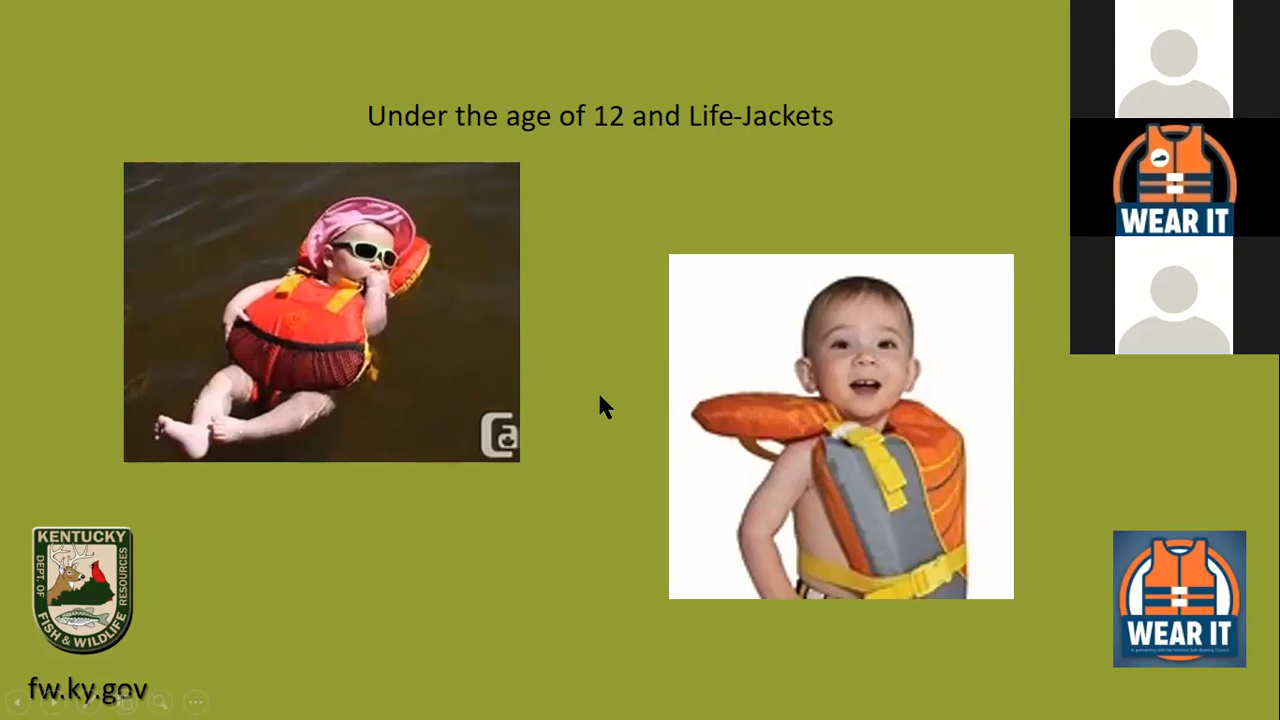 Under the age of 12 and Life-Jackets
WEAR IT
KENTUCKY
DEPT. OF
RESOURCES
FISH & WILDLIFE
fw.ky.gov
WEAR IT